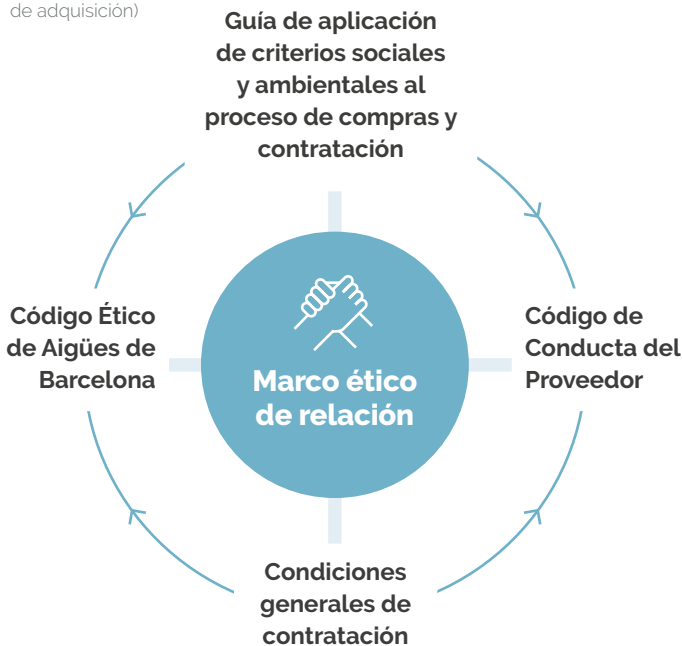 de adquisición)
Guía de aplicación
de criterios sociales
y ambientales al
proceso de compras y
contratación
Código Ético
de Aigües de
Barcelona
Marco ético
de relación
Código de
Conducta del
Proveedor
Condiciones
generales de
contratación